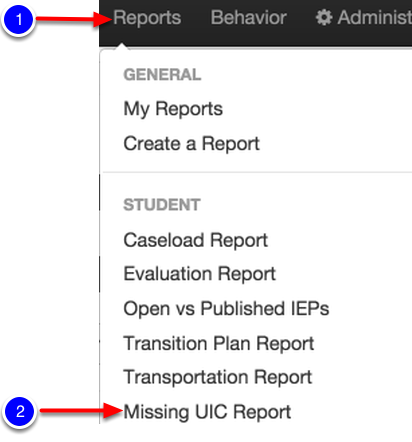 1 Reports Behavior Administ
GENERAL
My Reports
Create a Report
STUDENT
Caseload Report
Evaluation Report
Open vs Published IEPs
Transition Plan Report
Transportation Report
2 Missing UIC Report